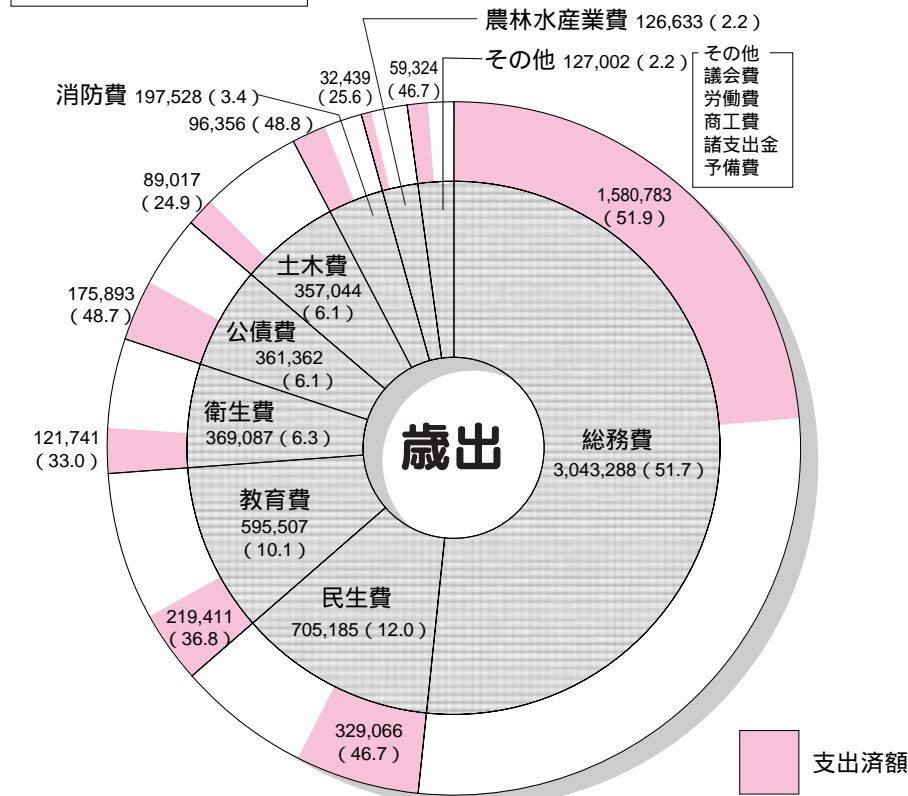 農林水産業費 126,633 ( 2.2 )
その他 127,002 ( 2.2 )
その他
議会費
労働費
商工費
諸支出金
予備費
消防費 197,528 ( 3.4 )
96,356 ( 48.8 )
32,439
( 25.6 )
59,324
( 46.7 )
1,580,783
( 51.9 )
89,017
( 24.9 )
土木費
357,044
( 6.1 )
175,893
( 48.7 )
公債費
361,362
( 6.1 )
衛生費
369,087 ( 6.3 )
121,741
( 33.0 )
歳出
総務費
3,043,288 ( 51.7 )
教育費
595,507
( 10.1 )
219,411
( 36.8 )
民生費
705,185 ( 12.0 )
329,066
( 46.7 )
支出済額